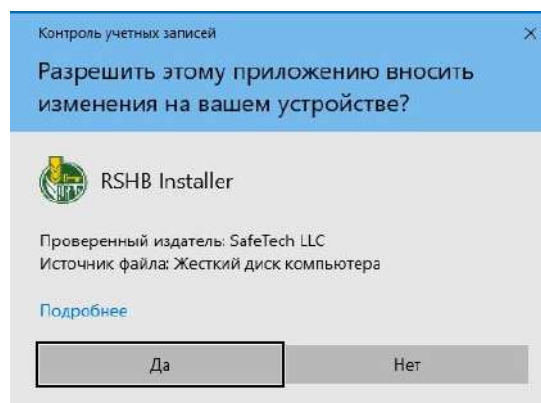 Контроль учетных записей
Разрешить этому приложению вносить
изменения на вашем устройстве?
RSHB Installer
Проверенный издатель: SafeTech LLC
Источник файла: Жесткий диск компьютера
Подробнее
Да
Нет